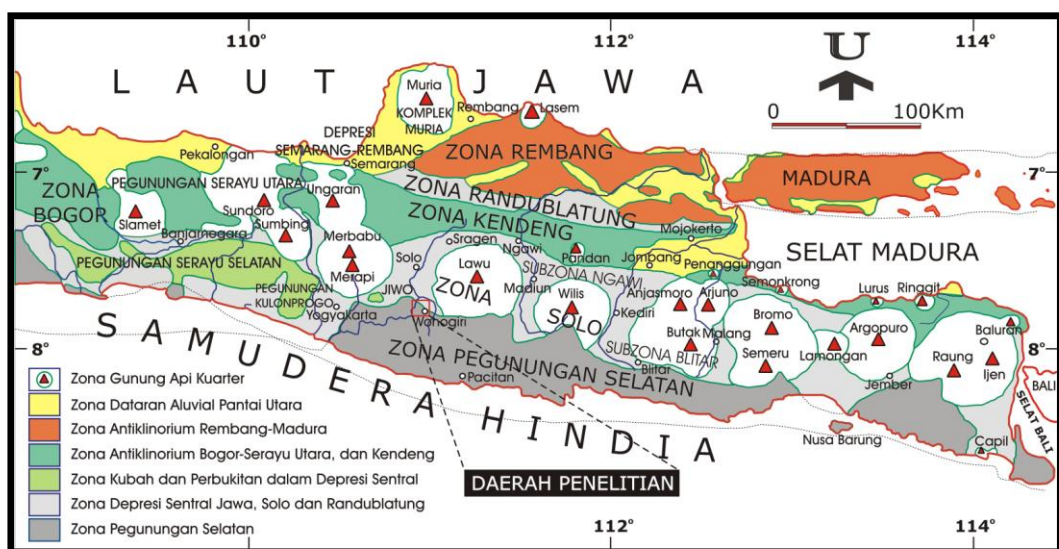 110°
112°
114°
LAUT JAWA
U
0 100Km
Muria
KOMPLEK
MURIA
Rembang
Lasem
DEPRESI
SEMARANG-REMBANG
Semarang
Pekalongan
ZONA REMBANG
MADURA
7°
7°
ZONA
BOGOR
PEGUNUNGAN SERAYU UTARA
Ungaran
ZONA RANDUBLATUNG
ZONA KENDENG
Slamet
Sundoro
Sumbing
Banjarnegara
Merbabu
Merapi
PEGUNUNGAN SERAYU SELATAN
Sragen
Ngawi
Pandan
Mojokerto
Jombang
Penanggungan
SELAT MADURA
Solo
Lawu
SUBZONA NGAWI
Madiun
Semonkrong
Lurus
Ringgit
PEGUNUNGAN
KULONPROGO
Yogyakarta
JIWO
Wonogiri
ZONA
Wilis
SOLO
Kediri
Anjasmoro
Arjuno
Butak
Malang
Bromo
Semeru
Lamongan
Argopuro
Baluran
Raung
Ijen
8°
8°
SUBZONA BLITAR
Blitar
Jember
ZONA PEGUNUNGAN SELATAN
Pacitan
BALI
SELAT BALI
SAMUDERA HINDIA
Nusa Barung
Capil
DAERAH PENELITIAN
Zona Gunung Api Kuarter
Zona Dataran Aluvial Pantai Utara
Zona Antiklinorium Rembang-Madura
Zona Antiklinorium Bogor-Serayu Utara, dan Kendeng
Zona Kubah dan Perbukitan dalam Depresi Sentral
Zona Depresi Sentral Jawa, Solo dan Randublatung
Zona Pegunungan Selatan
112°
114°